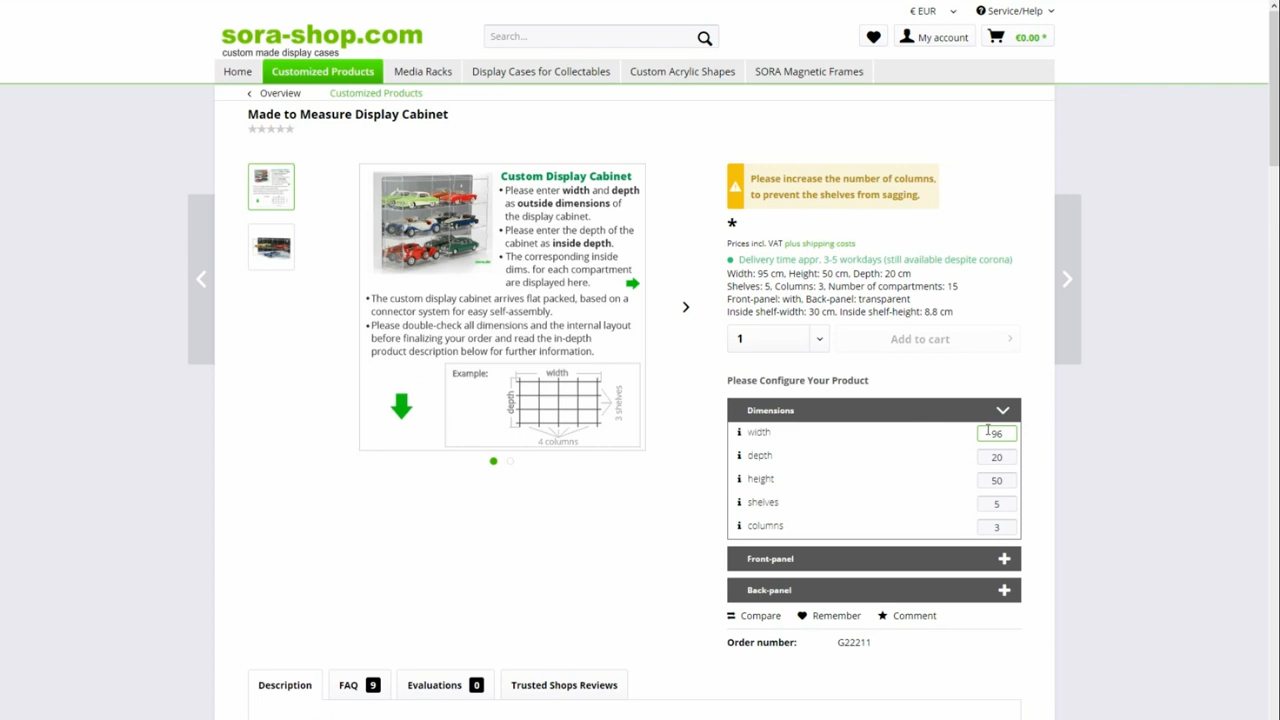 € EUR
Service/Help
sora-shop.com
custom made display cases
Search...
My account
€0.00 *
Home
Customized Products
Media Racks
Display Cases for Collectables
Custom Acrylic Shapes
SORA Magnetic Frames
Overview
Customized Products
Made to Measure Display Cabinet
Custom Display Cabinet
• Please enter width and depth
as outside dimensions of
the display cabinet.
• Please enter the depth of the
cabinet as inside depth.
• The corresponding inside
dims. for each compartment
are displayed here.
• The custom display cabinet arrives flat packed, based on a
connector system for easy self-assembly.
• Please double-check all dimensions and the internal layout
before finalizing your order and read the in-depth
product description below for further information.
Example:
width
depth
3 shelves
4 columns
Please increase the number of columns,
to prevent the shelves from sagging.
*
Prices incl. VAT plus shipping costs
Delivery time appr. 3-5 workdays (still available despite corona)
Width: 95 cm, Height: 50 cm, Depth: 20 cm
Shelves: 5, Columns: 3, Number of compartments: 15
Front-panel: with, Back-panel: transparent
Inside shelf-width: 30 cm, Inside shelf-height: 8.8 cm
1
Add to cart
Please Configure Your Product
Dimensions
width 96
depth 20
height 50
shelves 5
columns 3
Front-panel
Back-panel
Compare
Remember
Comment
Order number: G22211
Description
FAQ 9
Evaluations 0
Trusted Shops Reviews